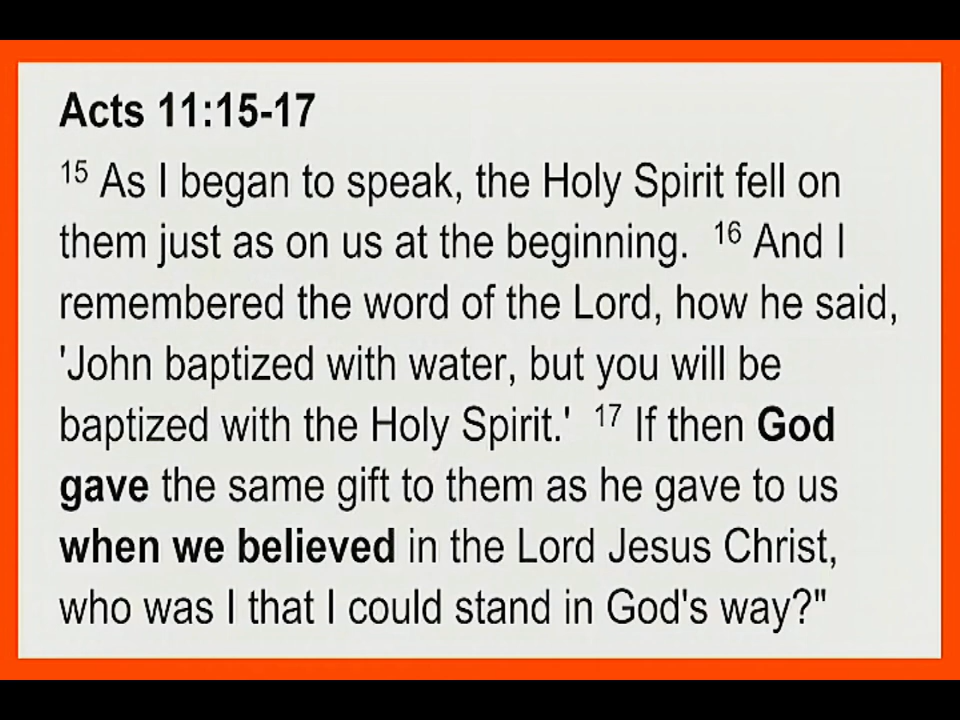 Acts 11:15-17
15 As I began to speak, the Holy Spirit fell on
them just as on us at the beginning. 16 And I
remembered the word of the Lord, how he said,
'John baptized with water, but you will be
baptized with the Holy Spirit.' 17 If then God
gave the same gift to them as he gave to us
when we believed in the Lord Jesus Christ,
who was I that I could stand in God's way?"